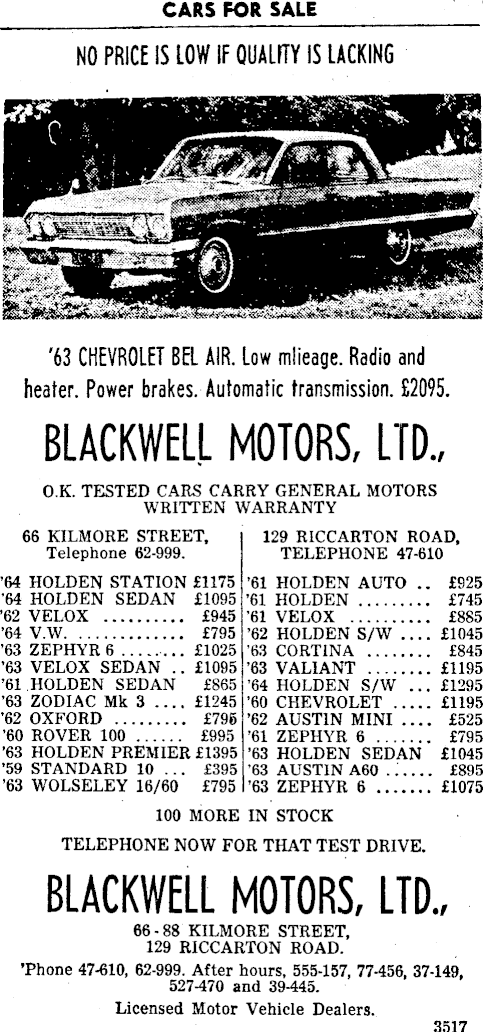 CARS FOR SALE
NO PRICE IS LOW IF QUALITY IS LACKING
'63 CHEVROLET BEL AIR. Low mlieage. Radio and
heater. Power brakes. Automatic transmission. £2095.
BLACKWELL MOTORS, LTD.,
O.K. TESTED CARS CARRY GENERAL MOTORS
WRITTEN WARRANTY
66 KILMORE STREET,
Telephone 62-999.
'64 HOLDEN STATION £1175
'64 HOLDEN SEDAN £1095
'62 VELOX .......... £945
'64 V.W. ............. £795
'63 ZEPHYR 6 ........ £1025
'63 VELOX SEDAN .. £1095
'61 HOLDEN SEDAN £865
'63 ZODIAC Mk 3 .... £1245
'62 OXFORD ......... £795
'60 ROVER 100 ...... £995
'63 HOLDEN PREMIER £1395
'59 STANDARD 10 ... £395
'63 WOLSELEY 16/60 £795
129 RICCARTON ROAD,
TELEPHONE 47-610
'61 HOLDEN AUTO .. £925
'61 HOLDEN ......... £745
'61 VELOX .......... £885
'62 HOLDEN S/W .... £1045
'63 CORTINA ........ £845
'63 VALIANT ........ £1195
'64 HOLDEN S/W ... £1295
'60 CHEVROLET ..... £1195
'62 AUSTIN MINI .... £525
'61 ZEPHYR 6 ....... £795
'63 HOLDEN SEDAN £1045
'63 AUSTIN A60 ...... £895
'63 ZEPHYR 6 ....... £1075
100 MORE IN STOCK
TELEPHONE NOW FOR THAT TEST DRIVE.
BLACKWELL MOTORS, LTD.,
66-88 KILMORE STREET,
129 RICCARTON ROAD.
'Phone 47-610, 62-999. After hours, 555-157, 77-456, 37-149,
527-470 and 39-445.
Licensed Motor Vehicle Dealers.
3517